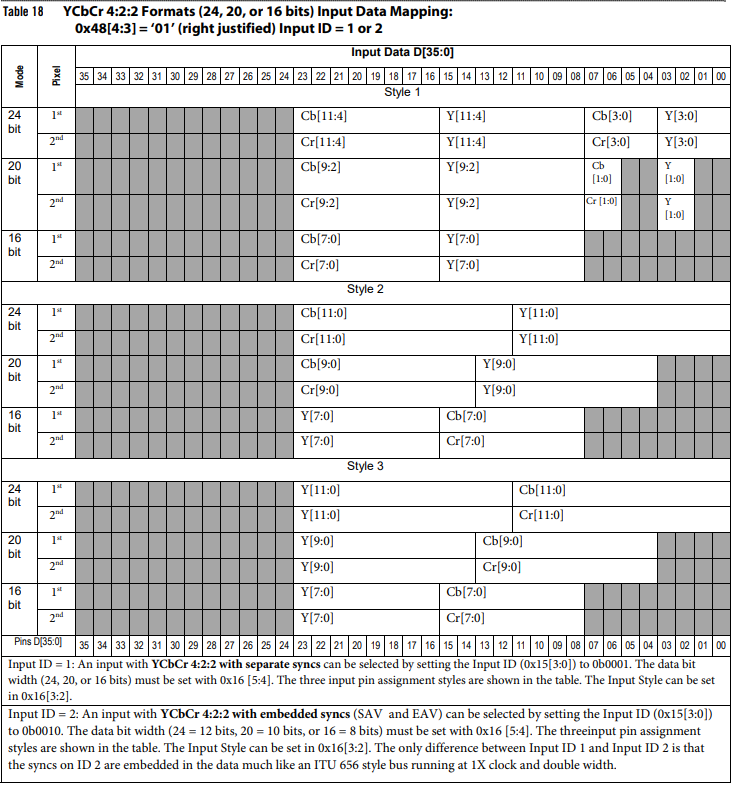 Table 18 YCbCr 4:2:2 Formats (24, 20, or 16 bits) Input Data Mapping:
0x48[4:3] = ‘01’ (right justified) Input ID = 1 or 2
Mode Pixel Input Data D[35:0]
35 34 33 32 31 30 29 28 27 26 25 24 23 22 21 20 19 18 17 16 15 14 13 12 11 10 09 08 07 06 05 04 03 02 01 00
Style 1
24 bit 1st Cb[11:4] Y[11:4] Cb[3:0] Y[3:0]
2nd Cr[11:4] Y[11:4] Cr[3:0] Y[3:0]
20 bit 1st Cb[9:2] Y[9:2] Cb [1:0] Y [1:0]
2nd Cr[9:2] Y[9:2] Cr [1:0] Y [1:0]
16 bit 1st Cb[7:0] Y[7:0]
2nd Cr[7:0] Y[7:0]
Style 2
24 bit 1st Cb[11:0] Y[11:0]
2nd Cr[11:0] Y[11:0]
20 bit 1st Cb[9:0] Y[9:0]
2nd Cr[9:0] Y[9:0]
16 bit 1st Y[7:0] Cb[7:0]
2nd Y[7:0] Cr[7:0]
Style 3
24 bit 1st Y[11:0] Cb[11:0]
2nd Y[11:0] Cr[11:0]
20 bit 1st Y[9:0] Cb[9:0]
2nd Y[9:0] Cr[9:0]
16 bit 1st Y[7:0] Cb[7:0]
2nd Y[7:0] Cr[7:0]
Pins D[35:0] 35 34 33 32 31 30 29 28 27 26 25 24 23 22 21 20 19 18 17 16 15 14 13 12 11 10 09 08 07 06 05 04 03 02 01 00
Input ID = 1: An input with YCbCr 4:2:2 with separate syncs can be selected by setting the Input ID (0x15[3:0]) to 0b0001. The data bit
width (24, 20, or 16 bits) must be set with 0x16 [5:4]. The three input pin assignment styles are shown in the table. The Input Style can be set
in 0x16[3:2].
Input ID = 2: An input with YCbCr 4:2:2 with embedded syncs (SAV and EAV) can be selected by setting the Input ID (0x15[3:0])
to 0b0010. The data bit width (24 = 12 bits, 20 = 10 bits, or 16 = 8 bits) must be set with 0x16 [5:4]. The threeinput pin assignment
styles are shown in the table. The Input Style can be set in 0x16[3:2]. The only difference between Input ID 1 and Input ID 2 is that
the syncs on ID 2 are embedded in the data much like an ITU 656 style bus running at 1X clock and double width.